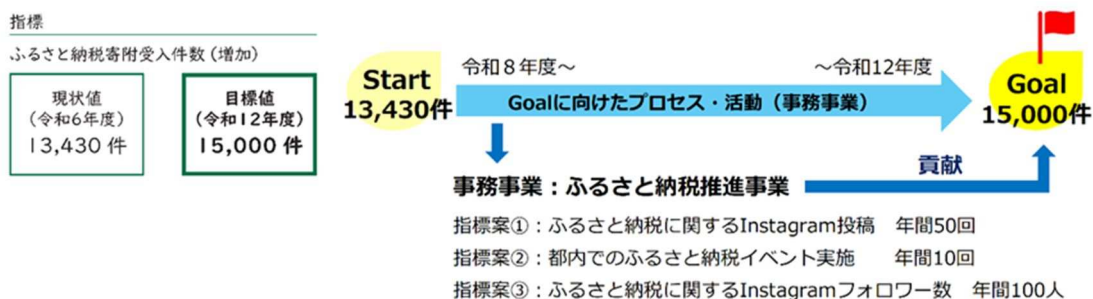 指標
ふるさと納税寄附受入件数（増加）
現状値
（令和6年度）
13,430 件
目標値
（令和12年度）
15,000 件
Start
13,430件
令和８年度～
～令和12年度
Goalに向けたプロセス・活動（事務事業）
Goal
15,000件
貢献
事務事業：ふるさと納税推進事業
指標案①：ふるさと納税に関するInstagram投稿　年間50回
指標案②：都内でのふるさと納税イベント実施　　年間10回
指標案③：ふるさと納税に関するInstagramフォロワー数　年間100人